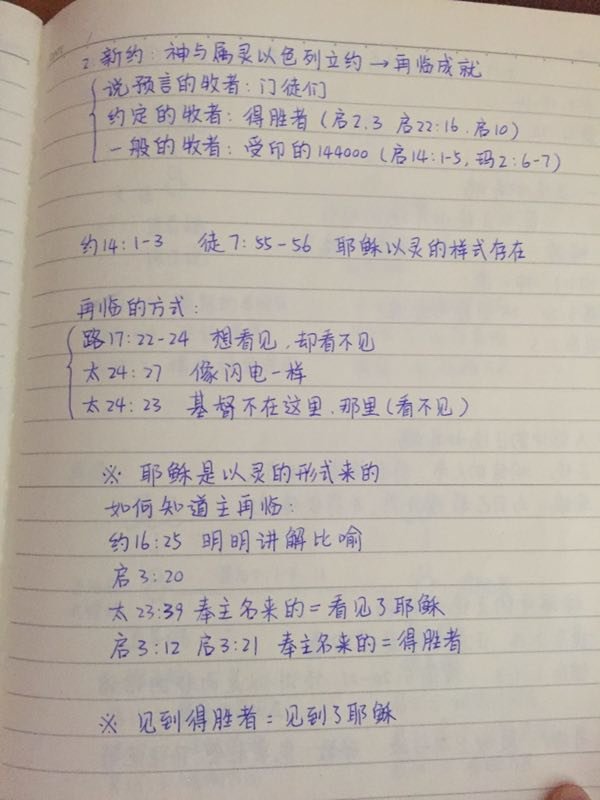 2. 新约: 神与属灵以色列立约 → 再临成就
说预言的牧者: 门徒们
约定的牧者: 得胜者 (启2,3 启22:16, 启10)
一般的牧者: 受印的144000 (启14:1-5, 玛2:6-7)
约14:1-3 徒7:55-56 耶稣以灵的样式存在
再临的方式:
路17:22-24 想看见,却看不见
太24:27 像闪电一样
太24:23 基督不在这里.那里(看不见)
※ 耶稣是以灵的形式来的
如何知道主再临:
约16:25 明明讲解比喻
启3:20
太23:39 奉主名来的=看见了耶稣
启3:12 启3:21 奉主名来的=得胜者
※ 见到得胜者=见到了耶稣